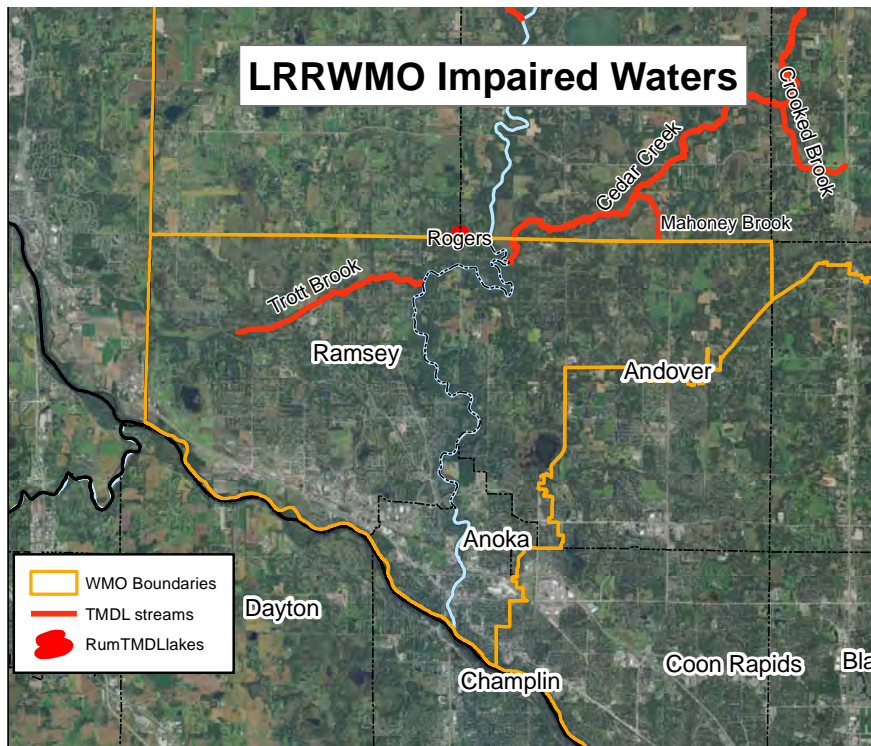 LRRWMO Impaired Waters
Crooked Brook
Cedar Creek
Mahoney Brook
Rogers
Trott Brook
Ramsey
Andover
Anoka
WMO Boundaries
TMDL streams
RumTMDLlakes
Dayton
Coon Rapids
Bla
Champlin